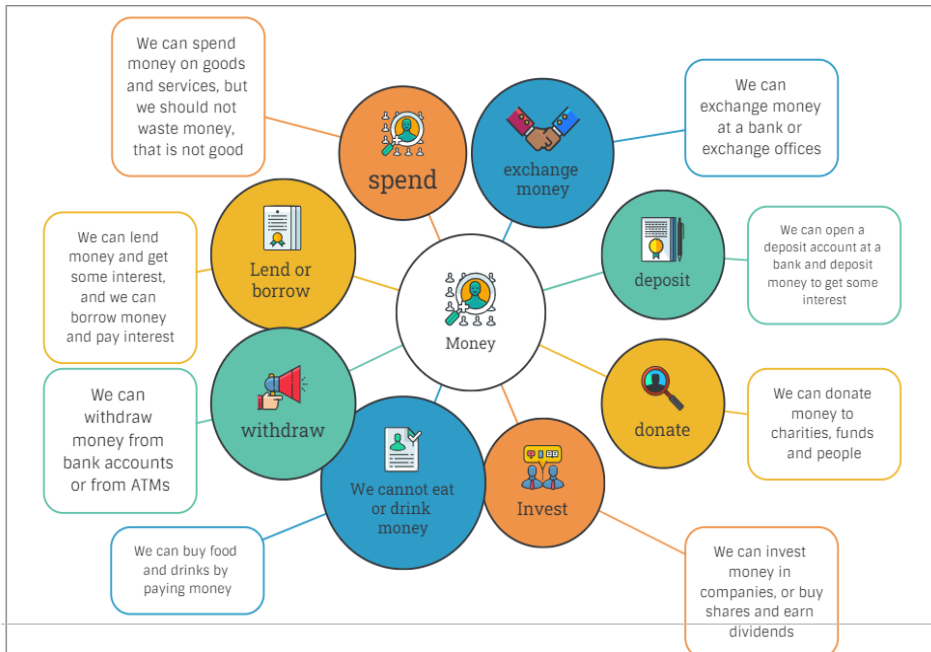 We can spend
money on goods
and services, but
we should not
waste money,
that is not good
spend
exchange
money
We can
exchange money
at a bank or
exchange offices
We can lend
money and get
some interest,
and we can
borrow money
and pay interest
Lend or
borrow
Money
deposit
We can open a
deposit account at a
bank and deposit
money to get some
interest
We can
withdraw
money from
bank accounts
or from ATMs
withdraw
donate
We can donate
money to
charities, funds
and people
We cannot eat
or drink
money
Invest
We can buy food
and drinks by
paying money
We can invest
money in
companies, or buy
shares and earn
dividends